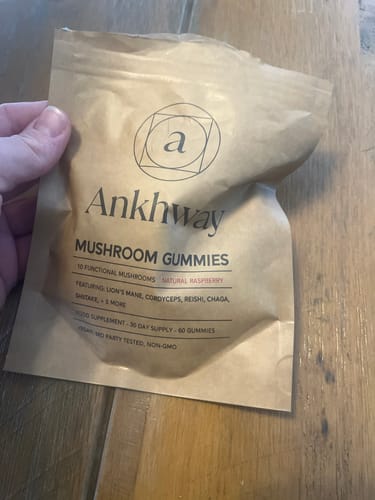 a
Ankhway
MUSHROOM GUMMIES
10 FUNCTIONAL MUSHROOMS NATURAL RASPBERRY
FEATURING: LION'S MANE, CORDYCEPS, REISHI, CHAGA,
SHIITAKE, + 5 MORE
FOOD SUPPLEMENT - 30 DAY SUPPLY - 60 GUMMIES
VEGAN, 3RD PARTY TESTED, NON-GMO